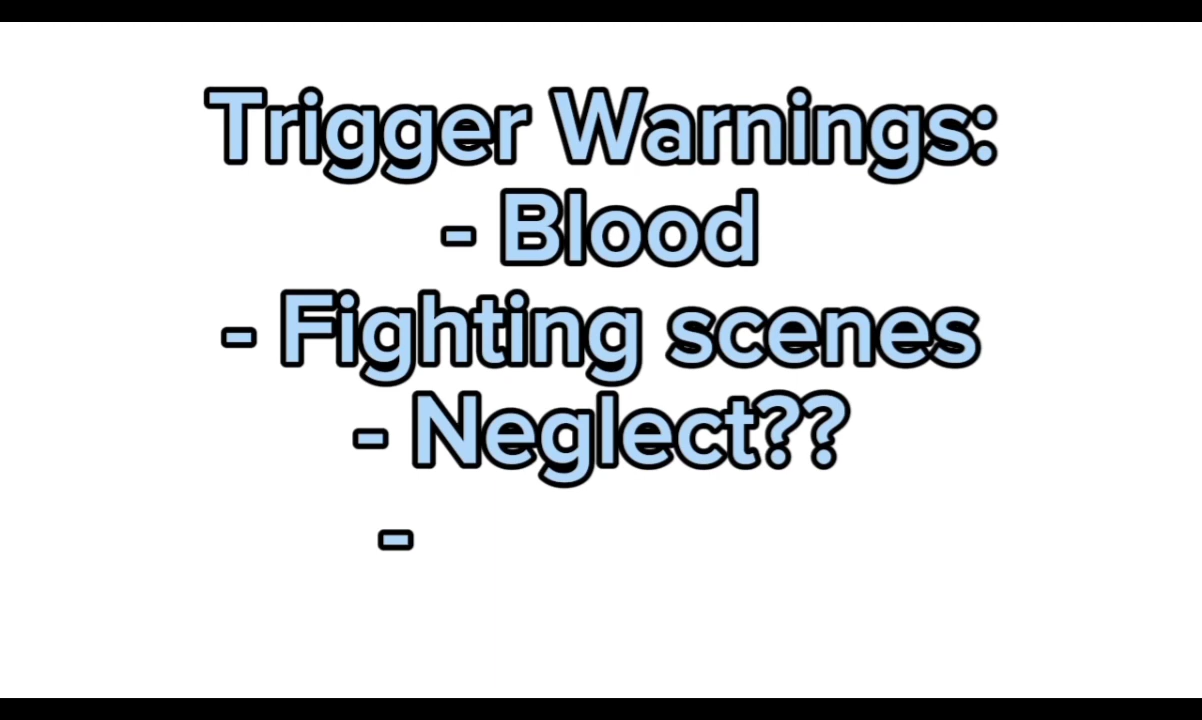 Trigger Warnings:
- Blood
- Fighting scenes
- Neglect??
-